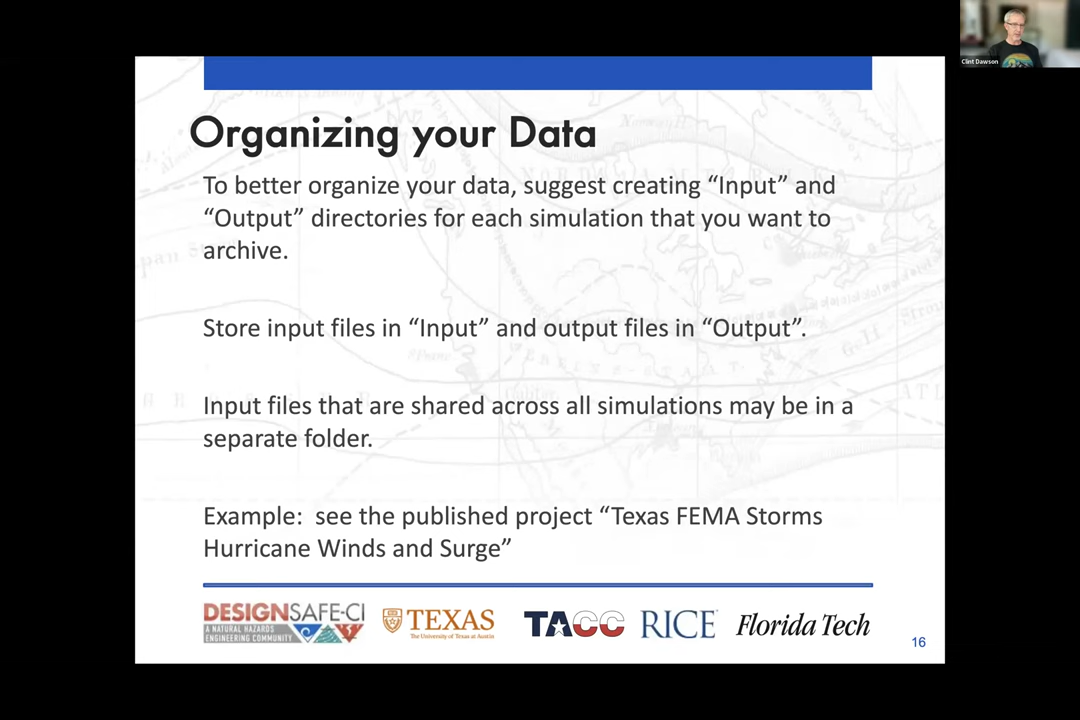 Clint Dawson
Organizing your Data
To better organize your data, suggest creating “Input” and
“Output” directories for each simulation that you want to
archive.
Store input files in “Input” and output files in “Output”.
Input files that are shared across all simulations may be in a
separate folder.
Example:  see the published project “Texas FEMA Storms
Hurricane Winds and Surge”
DESIGNSAFE-CI
A NATURAL HAZARDS
ENGINEERING COMMUNITY
TEXAS
The University of Texas at Austin
TACC
RICE
Florida Tech
16